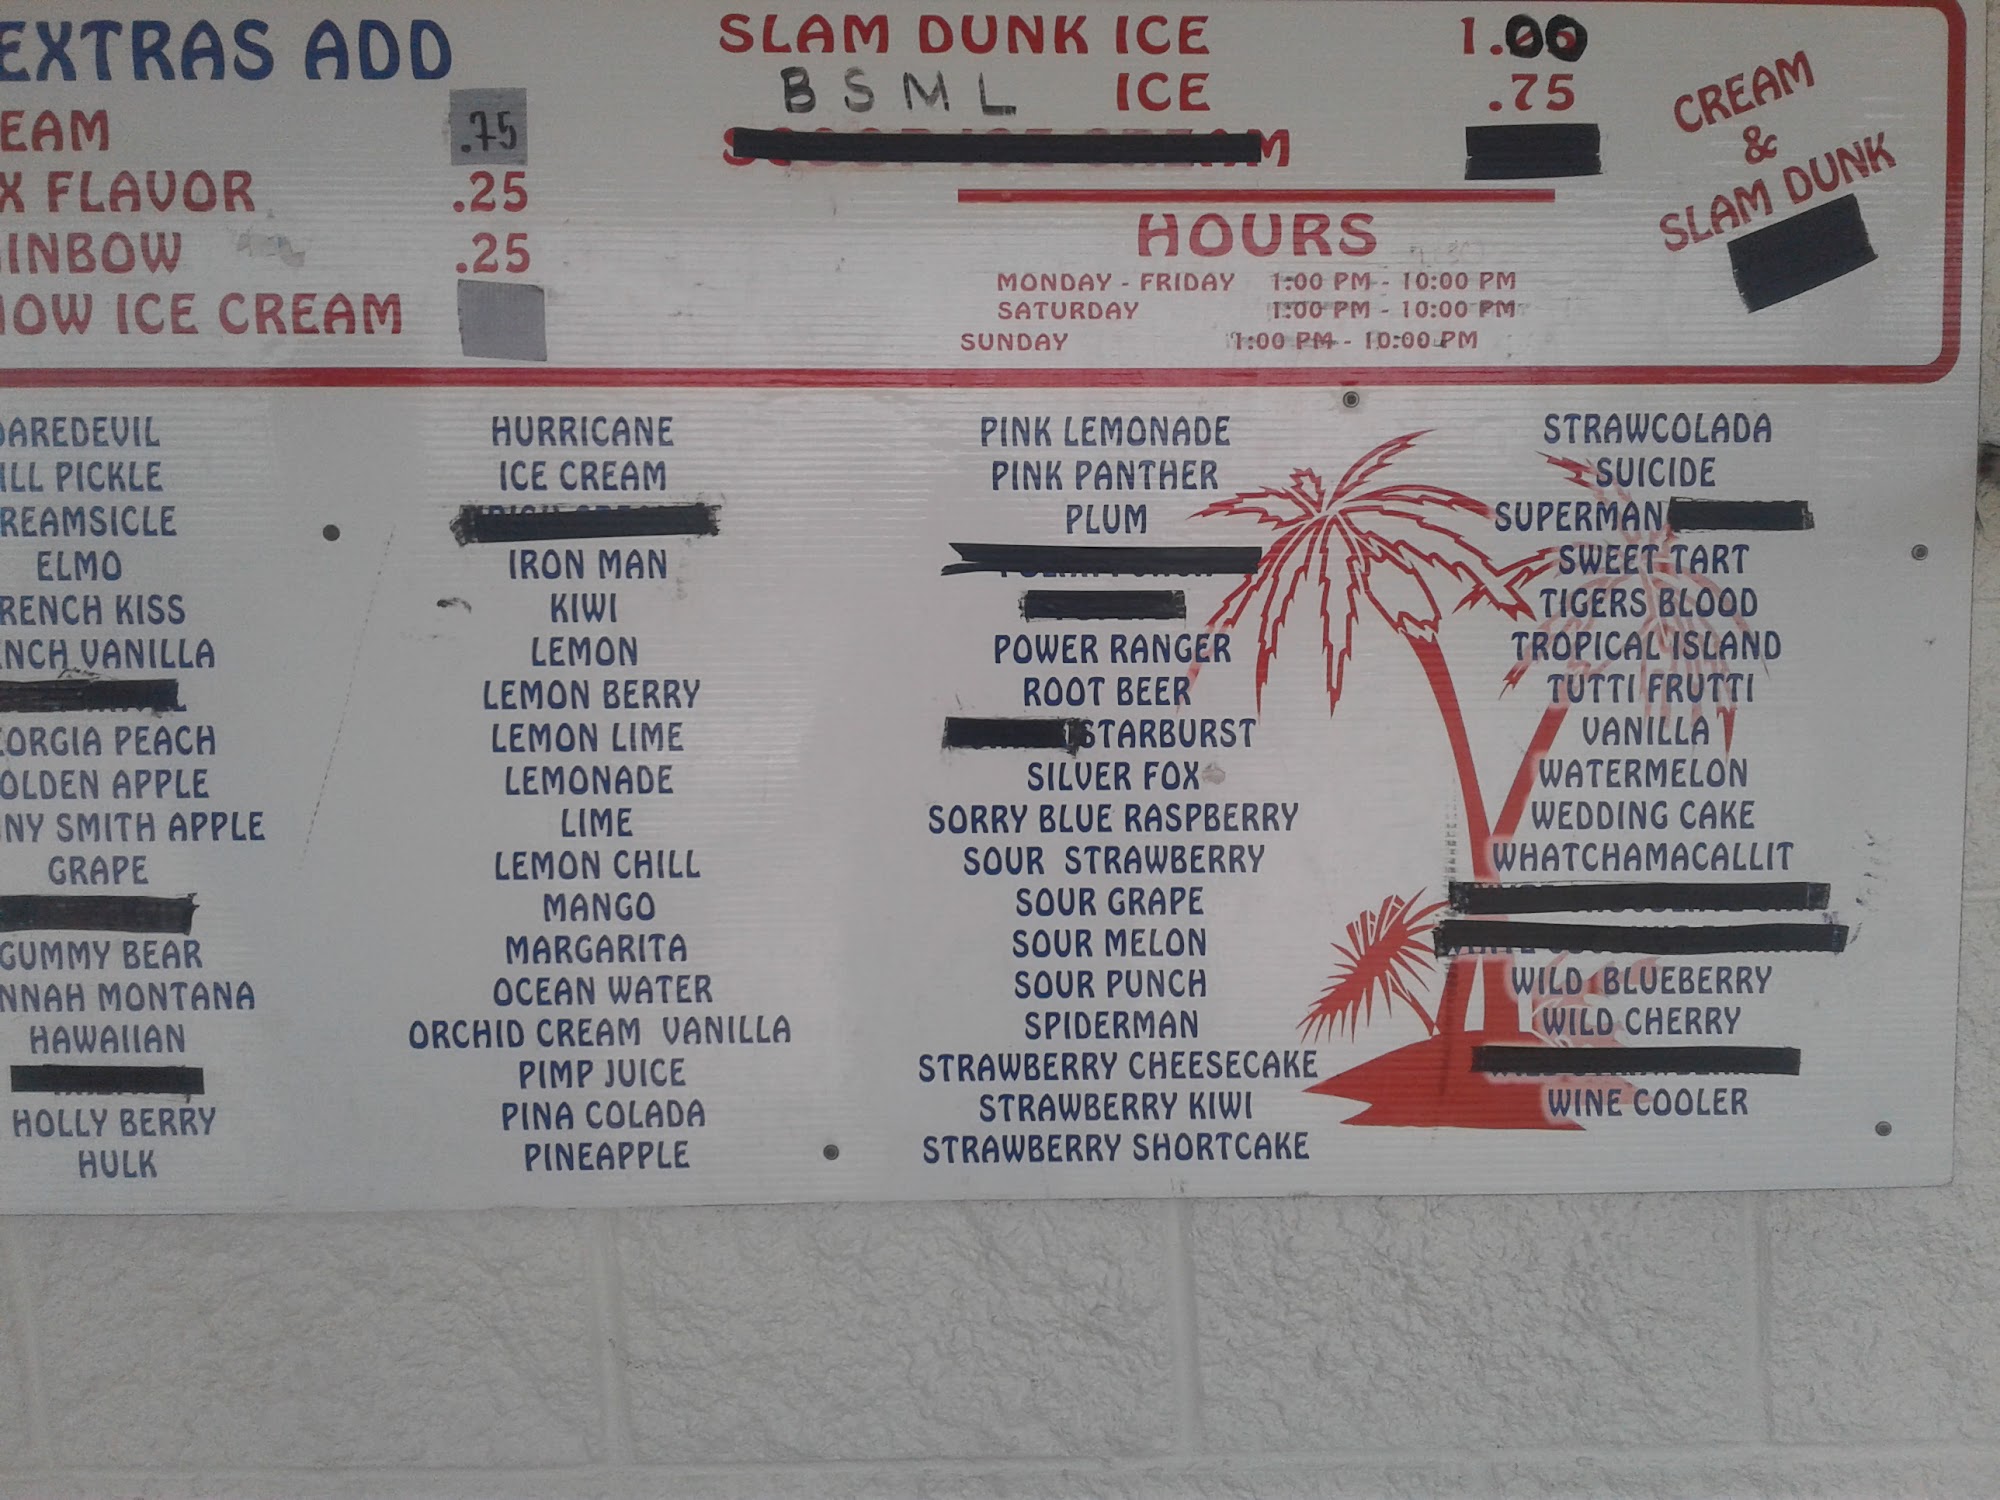 EXTRAS ADD
EAM .75
X FLAVOR .25
INBOW .25
OW ICE CREAM
SLAM DUNK ICE 1.00
B S M L ICE .75
HOURS
MONDAY - FRIDAY 1:00 PM - 10:00 PM
SATURDAY 1:00 PM - 10:00 PM
SUNDAY 1:00 PM - 10:00 PM
CREAM
&
SLAM DUNK
DAREDEVIL
ILL PICKLE
REAMSICLE
ELMO
RENCH KISS
NCH VANILLA
EORGIA PEACH
OLDEN APPLE
NY SMITH APPLE
GRAPE
GUMMY BEAR
NNAH MONTANA
HAWAIIAN
HOLLY BERRY
HULK
HURRICANE
ICE CREAM
IRON MAN
KIWI
LEMON
LEMON BERRY
LEMON LIME
LEMONADE
LIME
LEMON CHILL
MANGO
MARGARITA
OCEAN WATER
ORCHID CREAM VANILLA
PIMP JUICE
PINA COLADA
PINEAPPLE
PINK LEMONADE
PINK PANTHER
PLUM
POWER RANGER
ROOT BEER
STARBURST
SILVER FOX
SORRY BLUE RASPBERRY
SOUR STRAWBERRY
SOUR GRAPE
SOUR MELON
SOUR PUNCH
SPIDERMAN
STRAWBERRY CHEESECAKE
STRAWBERRY KIWI
STRAWBERRY SHORTCAKE
STRAWCOLADA
SUICIDE
SUPERMAN
SWEET TART
TIGERS BLOOD
TROPICAL ISLAND
TUTTI FRUTTI
VANILLA
WATERMELON
WEDDING CAKE
WHATCHAMACALLIT
WILD BLUEBERRY
WILD CHERRY
WINE COOLER